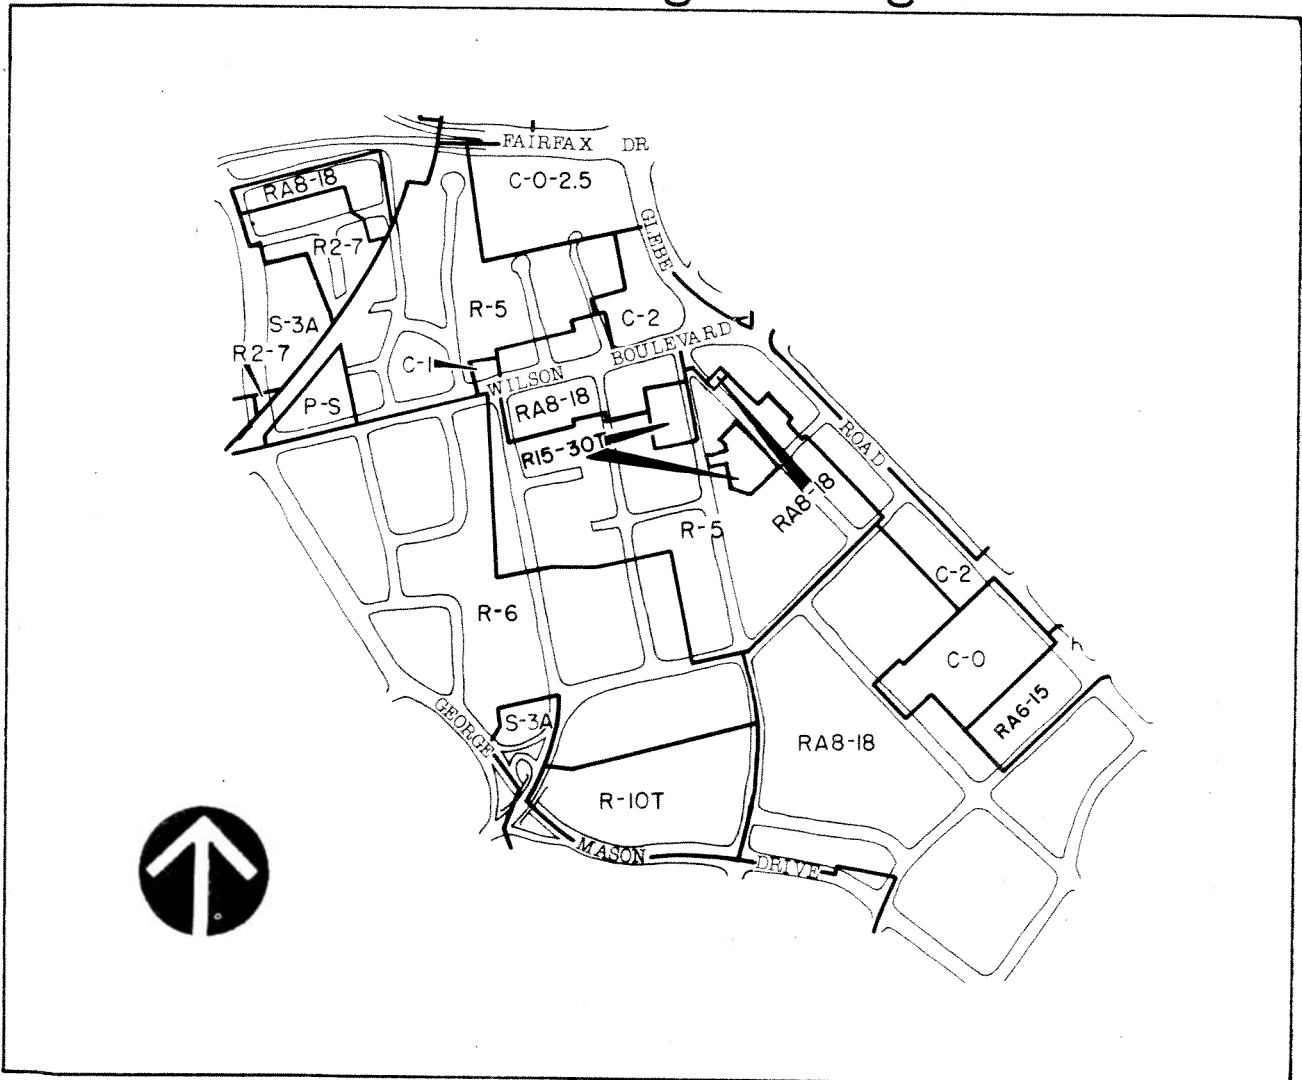 FAIRFAX DR
C-O-2.5
RA8-18
GLEBE
R2-7
R-5
C-2
S-3A
BOULEVARD
R2-7
C-1
WILSON
P-S
RA8-18
ROAD
R15-30T
RA8-18
R-5
C-2
R-6
C-O
RA6-15
GEORGE
S-3A
RA8-18
R-10T
MASON
DRIVE